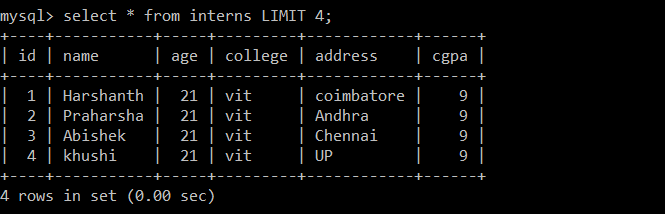 mysql> select * from interns LIMIT 4;
+----+-----------+-----+---------+------------+------+
| id | name      | age | college | address    | cgpa |
+----+-----------+-----+---------+------------+------+
|  1 | Harshanth |  21 | vit     | coimbatore |    9 |
|  2 | Praharsha |  21 | vit     | Andhra     |    9 |
|  3 | Abishek   |  21 | vit     | Chennai    |    9 |
|  4 | khushi    |  21 | vit     | UP         |    9 |
+----+-----------+-----+---------+------------+------+
4 rows in set (0.00 sec)